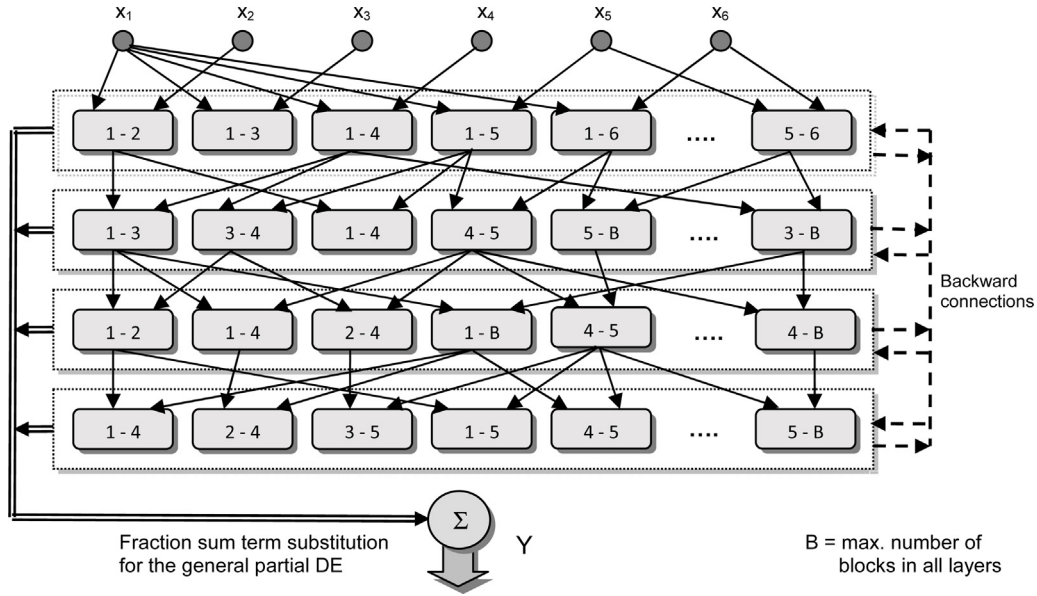 x1 x2 x3 x4 x5 x6
1 - 2 1 - 3 1 - 4 1 - 5 1 - 6 .... 5 - 6
1 - 3 3 - 4 1 - 4 4 - 5 5 - B .... 3 - B
1 - 2 1 - 4 2 - 4 1 - B 4 - 5 .... 4 - B
1 - 4 2 - 4 3 - 5 1 - 5 4 - 5 .... 5 - B
Backward
connections
Σ
Y
Fraction sum term substitution
for the general partial DE
B = max. number of
blocks in all layers